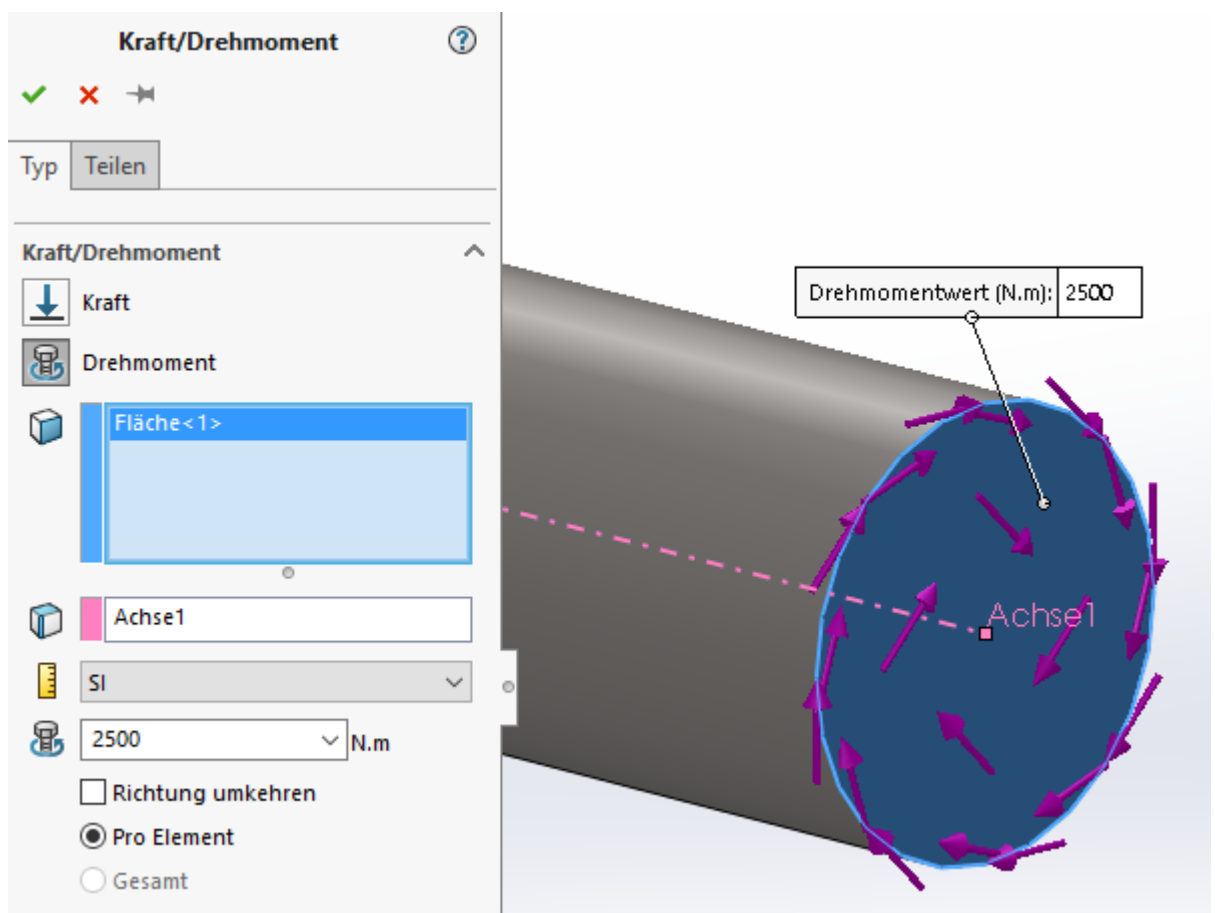 Kraft/Drehmoment
Typ Teilen
Kraft/Drehmoment
Kraft
Drehmoment
Fläche<1>
Achse1
SI
2500 N.m
Richtung umkehren
Pro Element
Gesamt
Drehmomentwert (N.m): 2500
Achse1